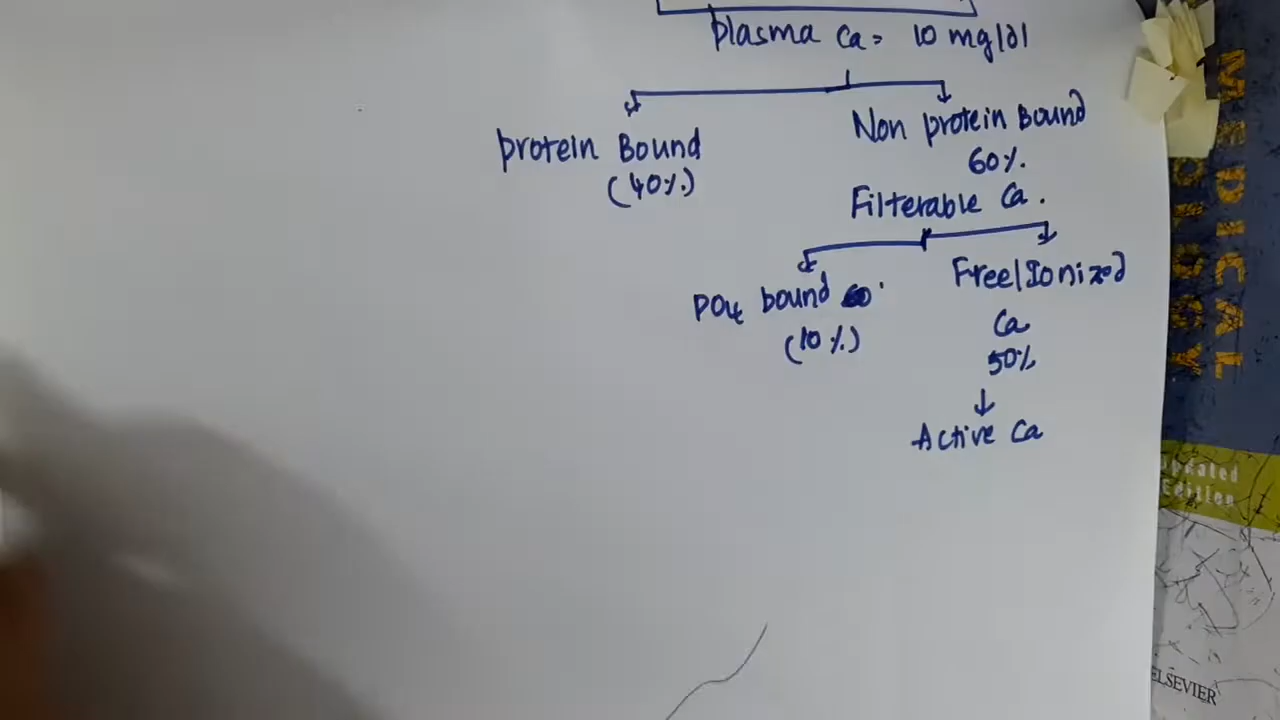 plasma Ca = 10 mg/dl
protein Bound
(40%)
Non protein Bound
60%.
Filterable Ca.
PO4 bound
(10%)
Free/Ionized
Ca
50%
Active Ca
MEDICAL
Updated
Edition
ELSEVIER